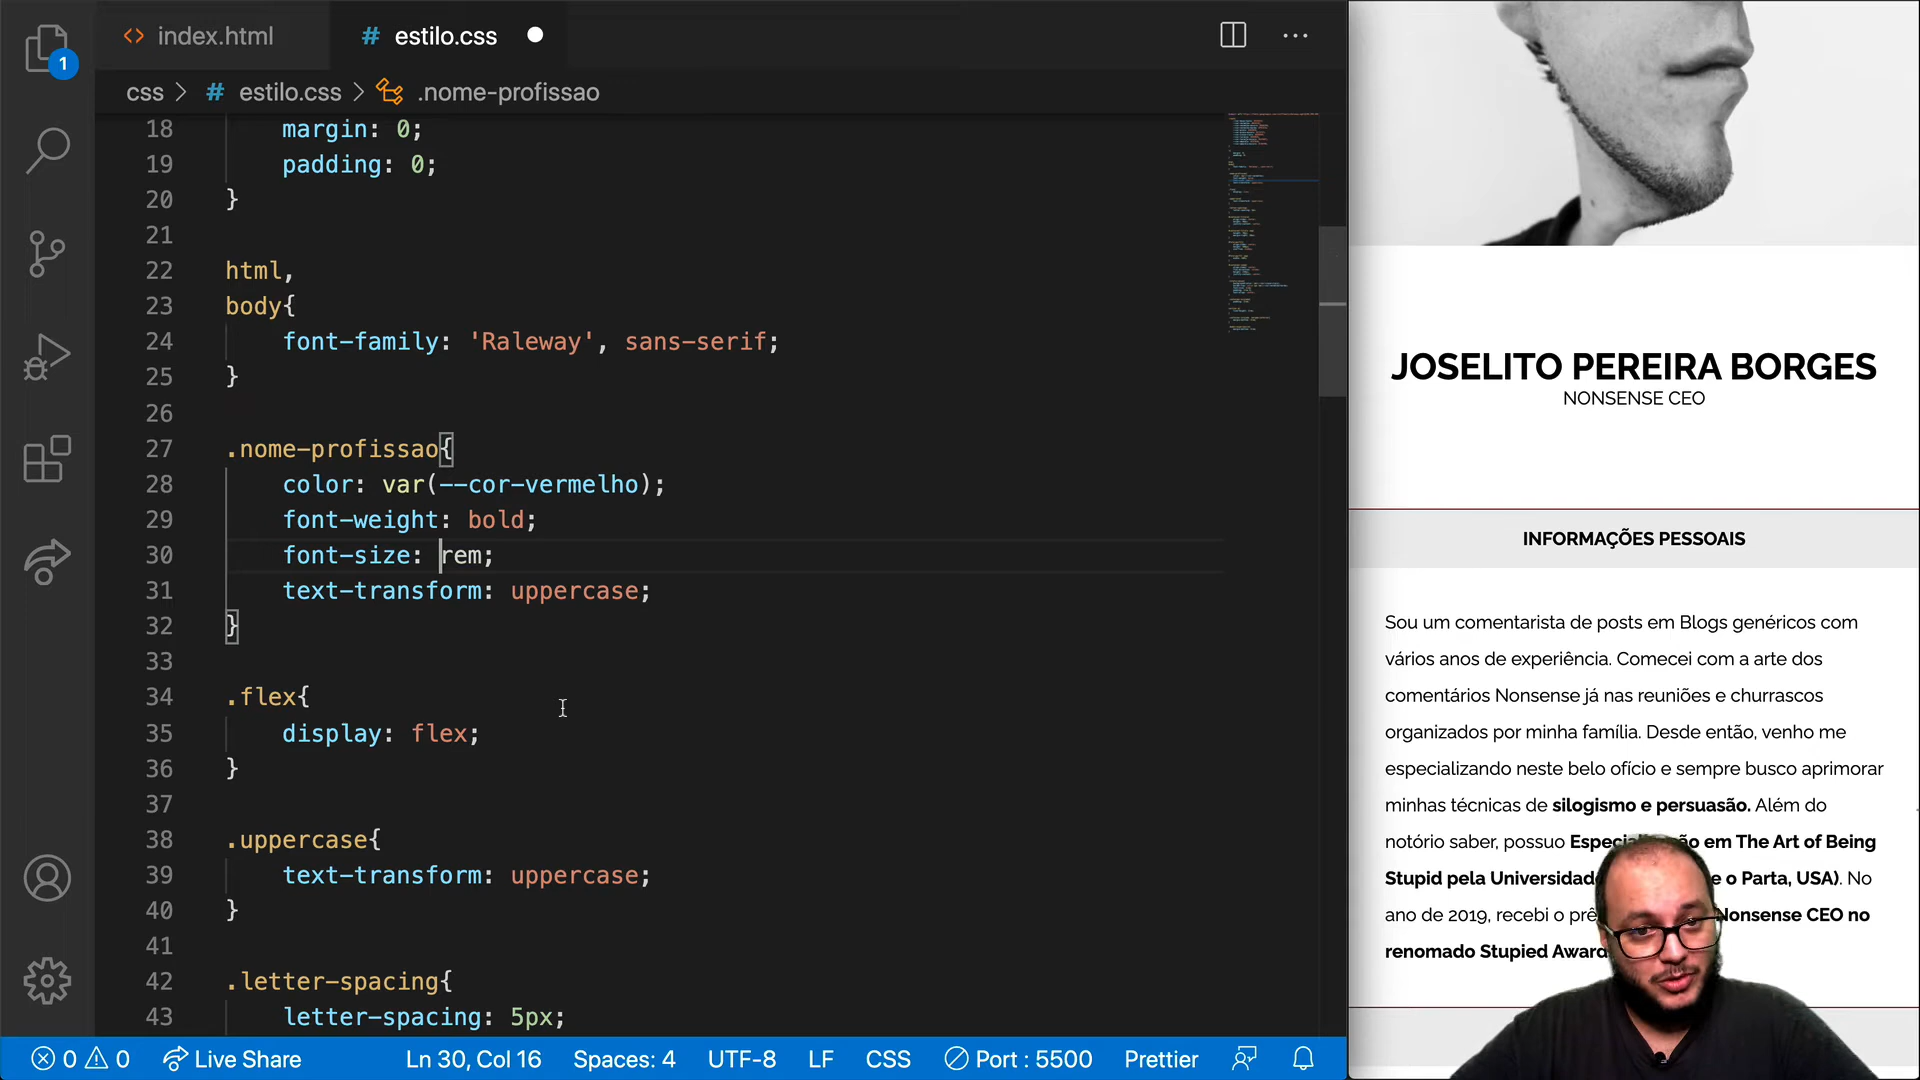 index.html
# estilo.css
1
css > # estilo.css > .nome-profissao
18 margin: 0;
19 padding: 0;
20 }
21
22 html,
23 body{
24 font-family: 'Raleway', sans-serif;
25 }
26
27 .nome-profissao{
28 color: var(--cor-vermelho);
29 font-weight: bold;
30 font-size: rem;
31 text-transform: uppercase;
32 }
33
34 .flex{
35 display: flex;
36 }
37
38 .uppercase{
39 text-transform: uppercase;
40 }
41
42 .letter-spacing{
43 letter-spacing: 5px;
0 0 Live Share Ln 30, Col 16 Spaces: 4 UTF-8 LF CSS Port : 5500 Prettier
JOSELITO PEREIRA BORGES
NONSENSE CEO
INFORMAÇÕES PESSOAIS
Sou um comentarista de posts em Blogs genéricos com
vários anos de experiência. Comecei com a arte dos
comentários Nonsense já nas reuniões e churrascos
organizados por minha família. Desde então, venho me
especializando neste belo ofício e sempre busco aprimorar
minhas técnicas de silogismo e persuasão. Além do
notório saber, possuo em The Art of Being
Stupid pela e o Parta, USA). No
ano de 2019, recebi o Nonsense CEO no
renomado Stupied